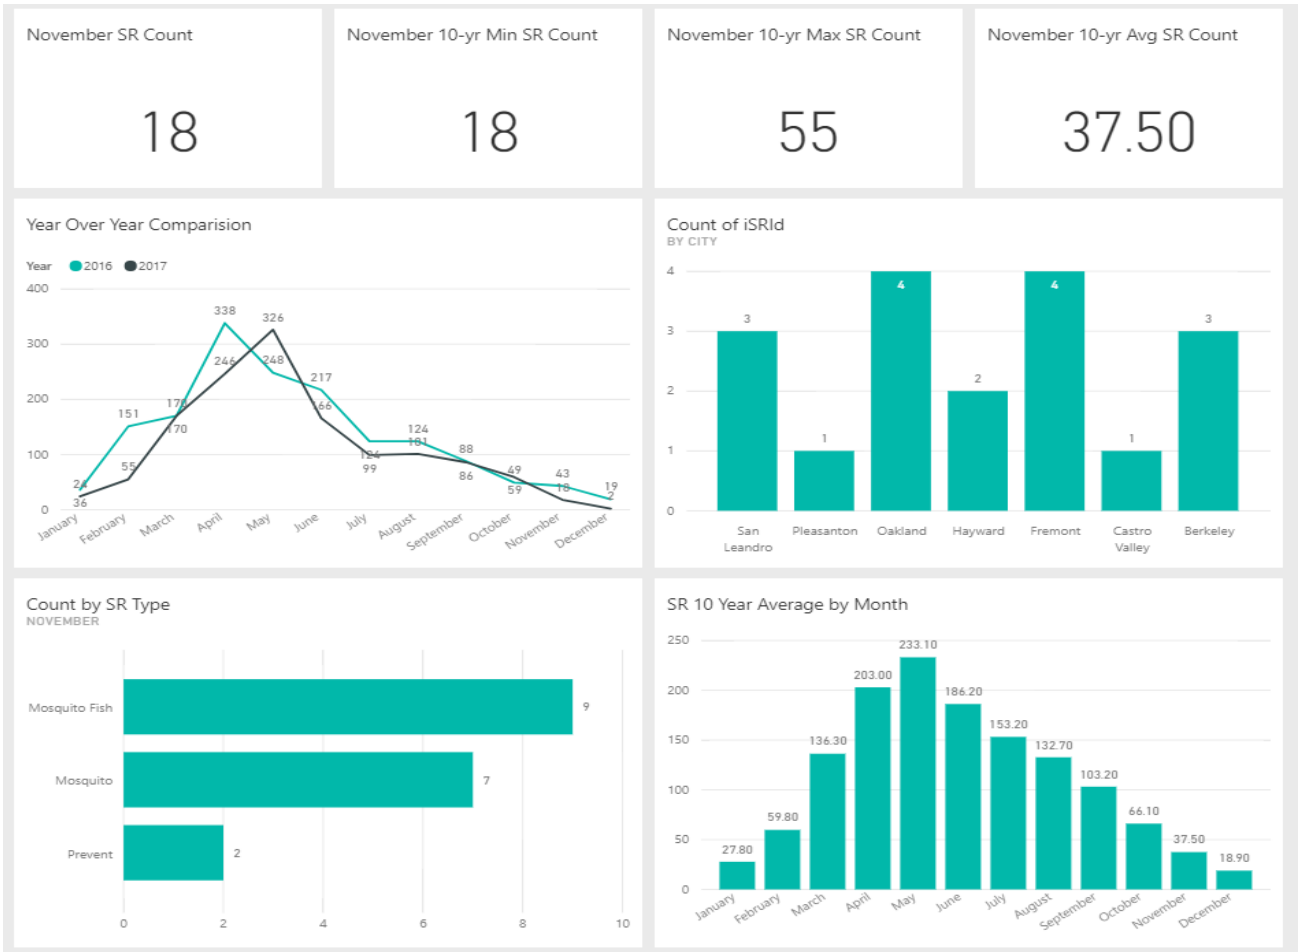 November SR Count
18
November 10-yr Min SR Count
18
November 10-yr Max SR Count
55
November 10-yr Avg SR Count
37.50
Year Over Year Comparision
Year 2016 2017
400
300
200
100
0
338
326
246
248
217
151
170
170
166
55
24
36
124
124
101
99
88
86
49
59
43
18
19
2
January February March April May June July August September October November December
Count of iSRId
BY CITY
4
3
2
1
0
3 1 4 2 4 1 3
San Leandro
Pleasanton
Oakland
Hayward
Fremont
Castro Valley
Berkeley
Count by SR Type
NOVEMBER
Mosquito Fish 9
Mosquito 7
Prevent 2
0 2 4 6 8 10
SR 10 Year Average by Month
250
200
150
100
50
0
27.80
59.80
136.30
203.00
233.10
186.20
153.20
132.70
103.20
66.10
37.50
18.90
January February March April May June July August September October November December